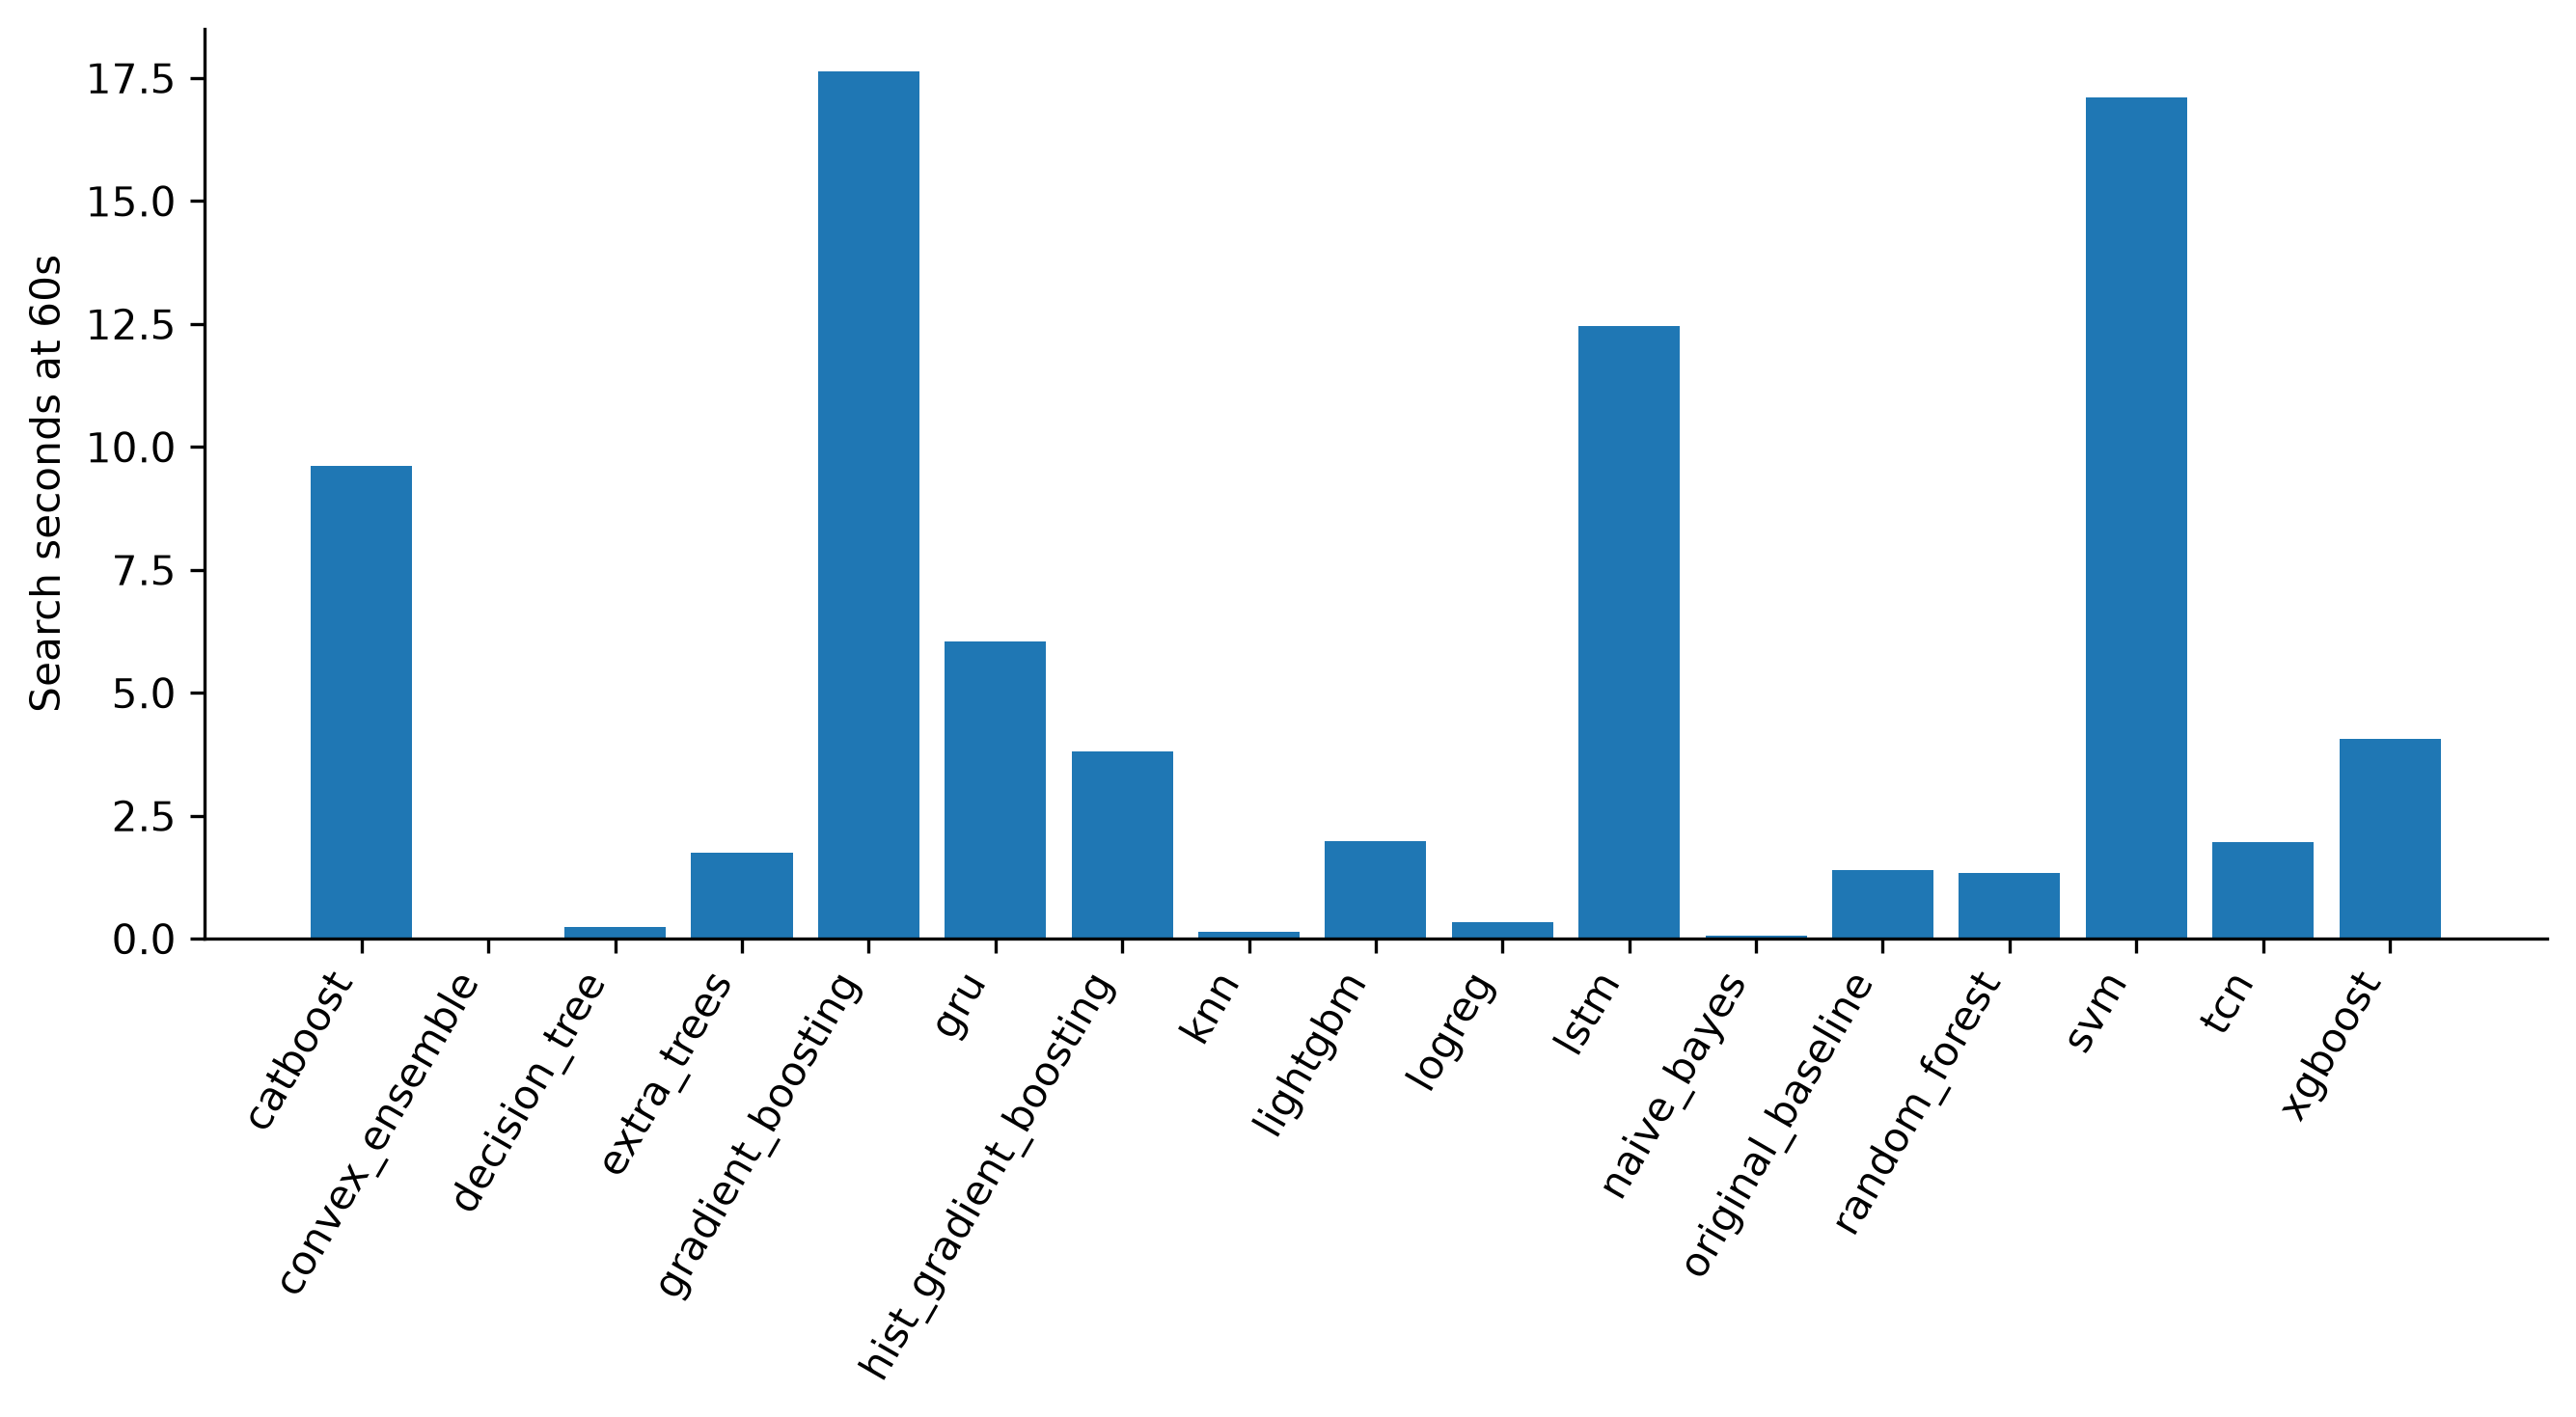 Search seconds at 60s
17.5
15.0
12.5
10.0
7.5
5.0
2.5
0.0
catboost
convex_ensemble
decision_tree
extra_trees
gradient_boosting
gru
hist_gradient_boosting
knn
lightgbm
logreg
lstm
naive_bayes
original_baseline
random_forest
svm
tcn
xgboost